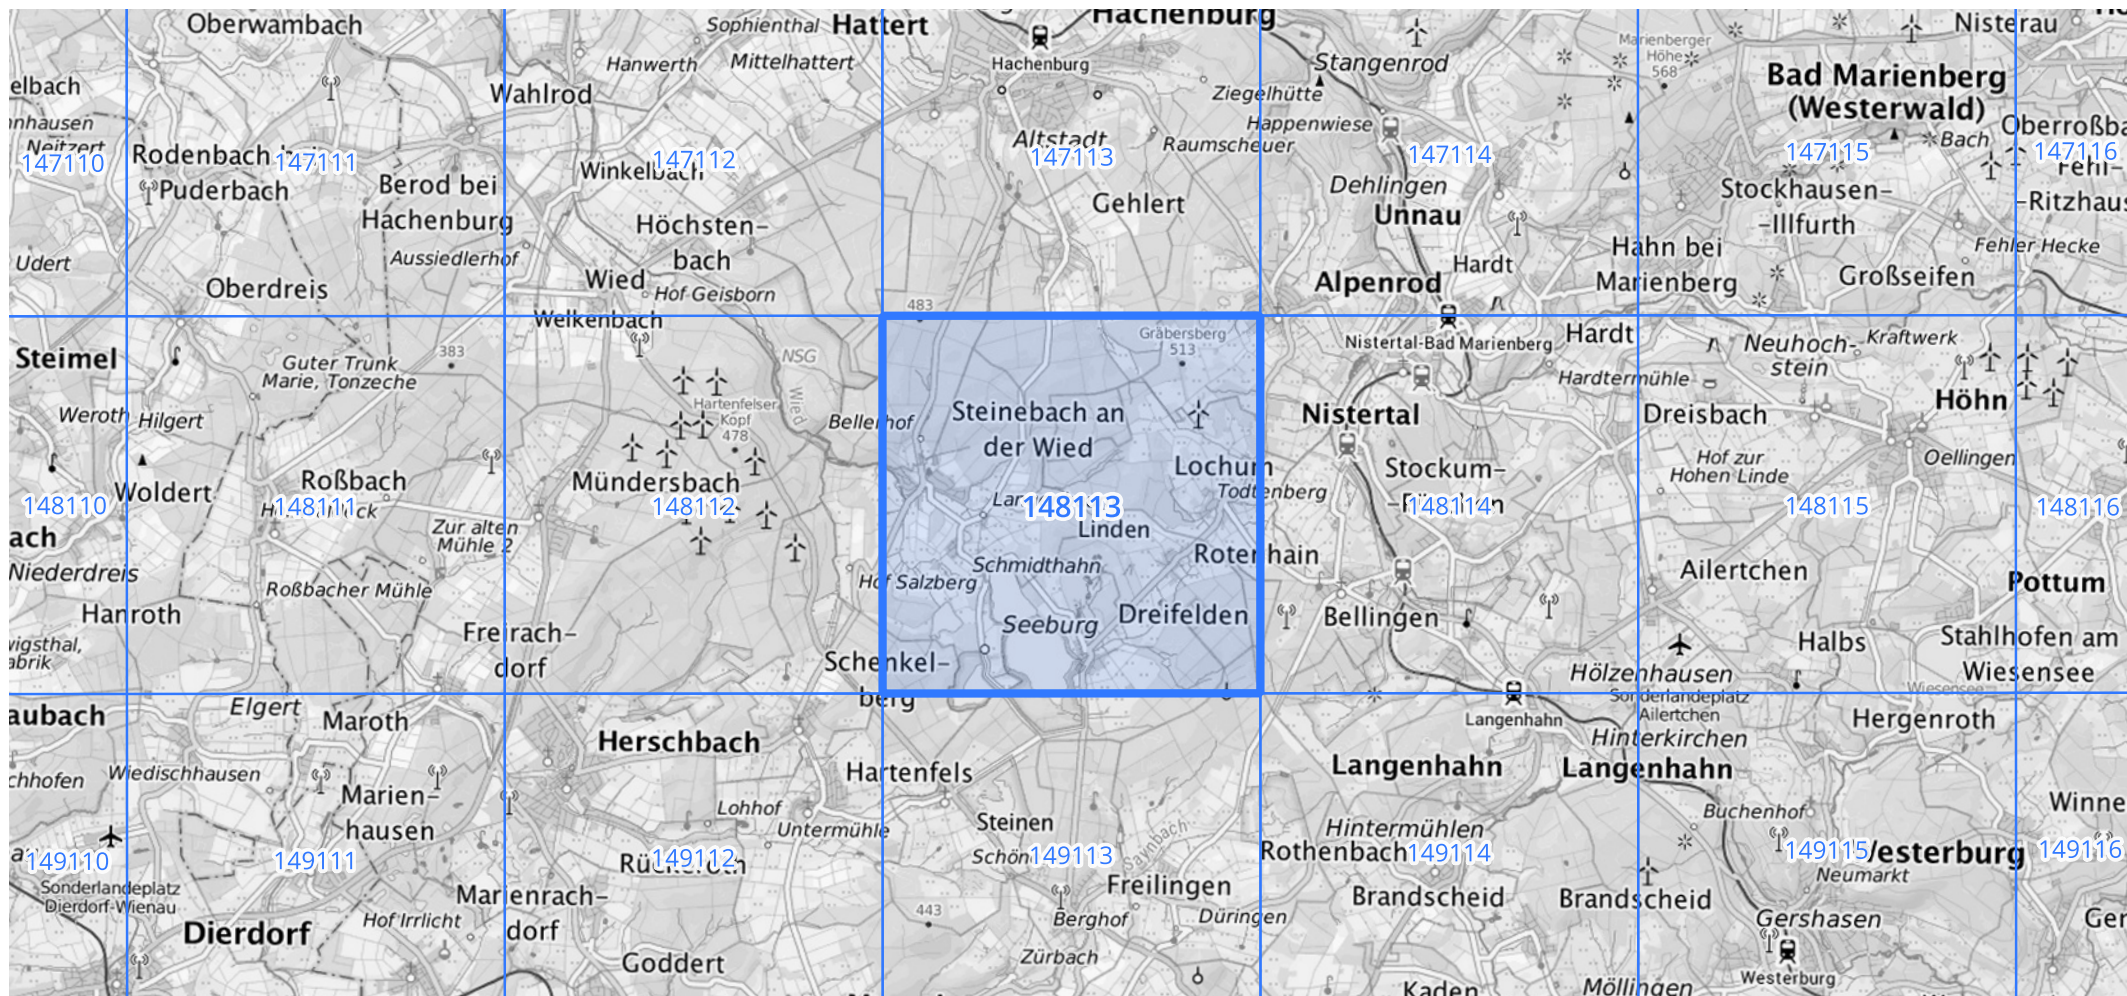 Oberwambach
Sophienthal
Hattert
Hachenburg
Nisterau
Hanwerth
Mittelhattert
Hachenburg
Stangenrod
Marienberger
Höhe
568
Bad Marienberg
(Westerwald)
elbach
Wahlrod
Ziegelhütte
Happenwiese
Altstadt
Raumscheuer
Bach
Neitzert
147110
Rodenbach
147111
147112
147113
147114
147115
147116
Puderbach
Winkelbach
Berod bei
Hachenburg
Dehlingen
Unnau
Stockhausen-
-Illfurth
Gehlert
Höchsten-
bach
Aussiedlerhof
Udert
Hahn bei
Marienberg
Fehler Hecke
Hardt
Großseifen
Oberdreis
Wied
Hof Geisborn
Alpenrod
483
Welkenbach
Steimel
Guter Trunk
Marie, Tonzeche
383
NSG
Wied
Gräbersberg
513
Nistertal-Bad Marienberg
Hardt
Neuhoch-
stein
Kraftwerk
Hardtermühle
Weroth
Hilgert
Hartenfelser
Kopf
478
Bellerhof
Steinebach an
der Wied
Nistertal
Dreisbach
Höhn
Woldert
Roßbach
Mündersbach
Lochum
Todtenberg
Stockum-
Hof zur
Hohen Linde
Oellingen
148110
148111
148112
148113
148114
148115
148116
Zur alten
Mühle 2
Linden
Rotenhain
Schmidthahn
Niederdreis
Roßbacher Mühle
Hof Salzberg
Ailertchen
Pottum
Hanroth
Freirach-
dorf
Seeburg
Dreifelden
Bellingen
Halbs
Stahlhofen am
Wiesensee
Schenkel-
berg
Hölzenhausen
Sonderlandeplatz
Ailertchen
Wiesensee
Elgert
Maroth
Langenhahn
Hergenroth
Herschbach
Hinterkirchen
Wiedischhausen
Marien-
hausen
Hartenfels
Langenhahn
Langenhahn
Lohhof
Untermühle
Steinen
Hintermühlen
Buchenhof
149110
149111
149112
149113
149114
149115
149116
Rückeroth
Saynbach
Rothenbach
Westerburg
Neumarkt
Sonderlandeplatz
Dierdorf-Wienau
Marienrach-
dorf
Freilingen
Brandscheid
Brandscheid
Hof Irrlicht
443
Berghof
Düringen
Gershasen
Dierdorf
Goddert
Zürbach
Kaden
Möllingen
Westerburg